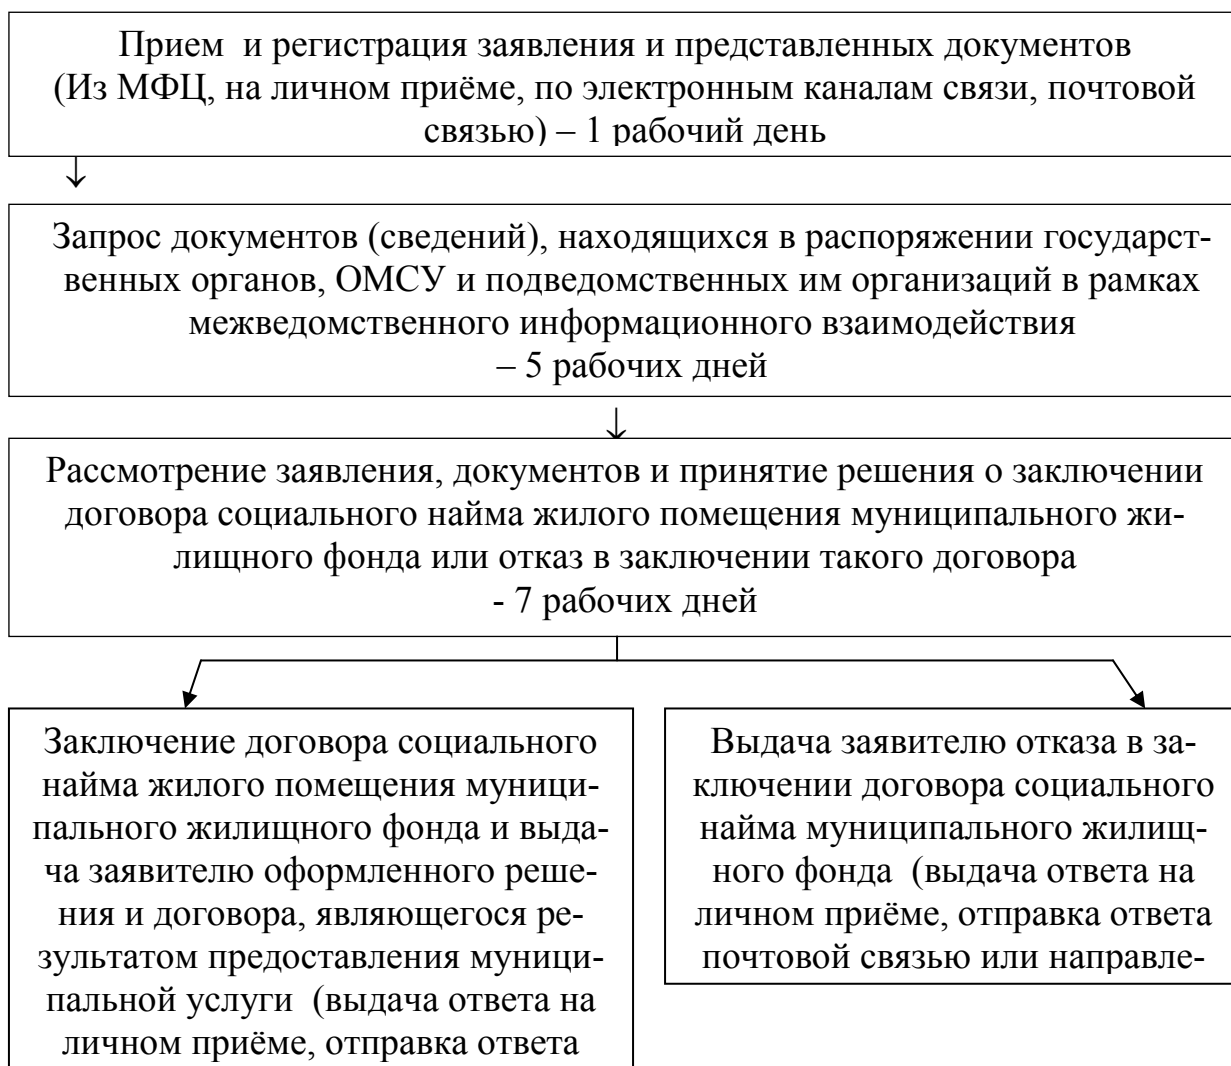 Прием  и регистрация заявления и представленных документов
(Из МФЦ, на личном приёме, по электронным каналам связи, почтовой
связью) – 1 рабочий день
↓
Запрос документов (сведений), находящихся в распоряжении государст-
венных органов, ОМСУ и подведомственных им организаций в рамках
межведомственного информационного взаимодействия
– 5 рабочих дней
↓
Рассмотрение заявления, документов и принятие решения о заключении
договора социального найма жилого помещения муниципального жи-
лищного фонда или отказ в заключении такого договора
- 7 рабочих дней
Заключение договора социального
найма жилого помещения муници-
пального жилищного фонда и выда-
ча заявителю оформленного реше-
ния и договора, являющегося ре-
зультатом предоставления муници-
пальной услуги  (выдача ответа на
личном приёме, отправка ответа
Выдача заявителю отказа в за-
ключении договора социального
найма муниципального жилищ-
ного фонда  (выдача ответа на
личном приёме, отправка ответа
почтовой связью или направле-